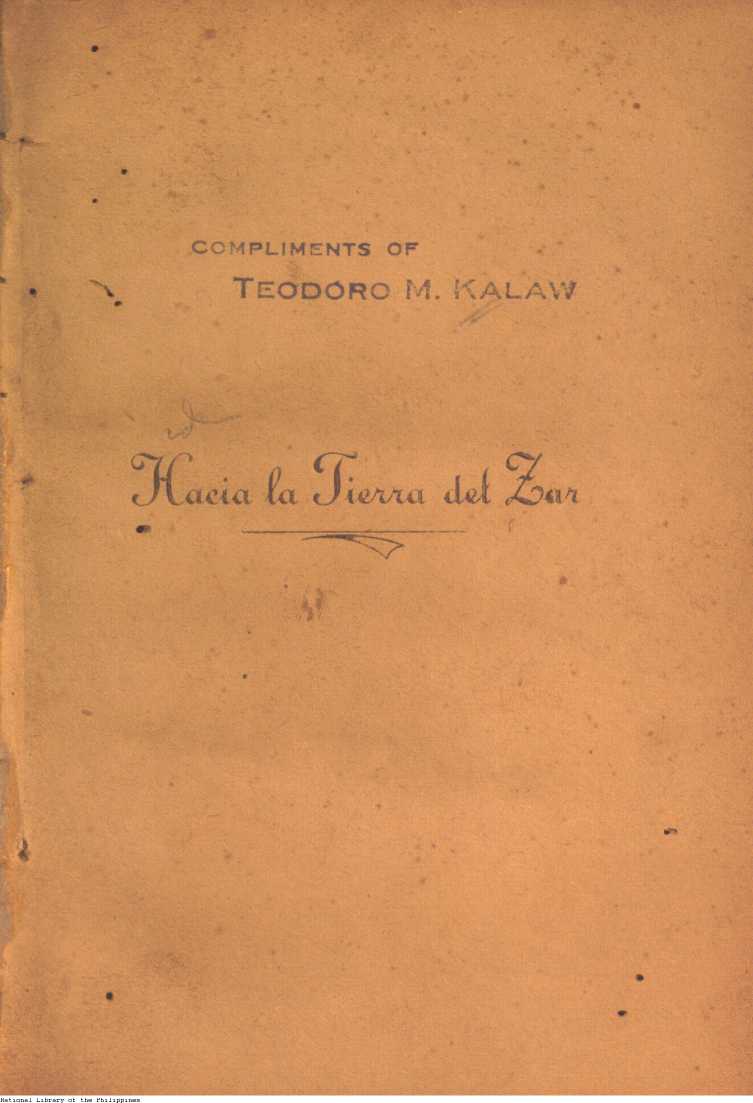 COMPLIMENTS OF
TEODORO M. KALAW
Hacia la Tierra del Zar
National Library of the Philippines